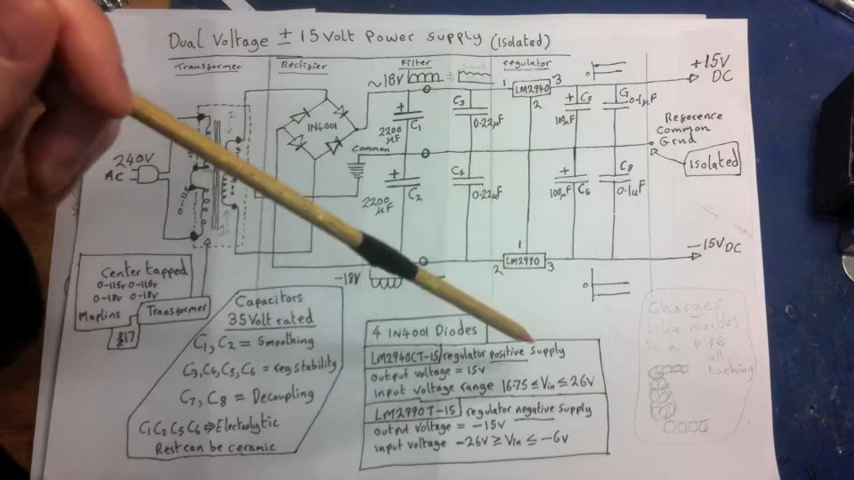 Dual Voltage ± 15 Volt Power supply (Isolated)
Transformer
Rectifier
Filter
regulator
~18V
1
LM2940
3
2
+15V
DC
240V
AC
IN4001
+
C1
2200
µF
C3
0.22µF
+
C5
0.1µF
Reference
Common
Grnd
Isolated
Common
+
C2
2200
µF
C4
0.22µF
+
C6
C8
0.1µF
1
2
LM2990
3
-15V DC
-18V
Center tapped
0-115v 0-115v
0-18v 0-18v
Maplins
Transformer
£17
Capacitors
35 Volt rated
C1, C2 = Smoothing
C3, C4, C5, C6 = reg stability
C7, C8 = Decoupling
C1 C2 C5 C6 ⇒ Electrolytic
Rest can be ceramic
4 IN4001 Diodes
LM2940CT-15 regulator positive supply
output voltage = 15V
input voltage range 16.75 ≤ Vin ≤ 26V
LM2990T-15 regulator negative supply
output voltage = -15V
input voltage -26V ≥ Vin ≤ -6V
Charges
Like marbles
in a Pipe
all
touching